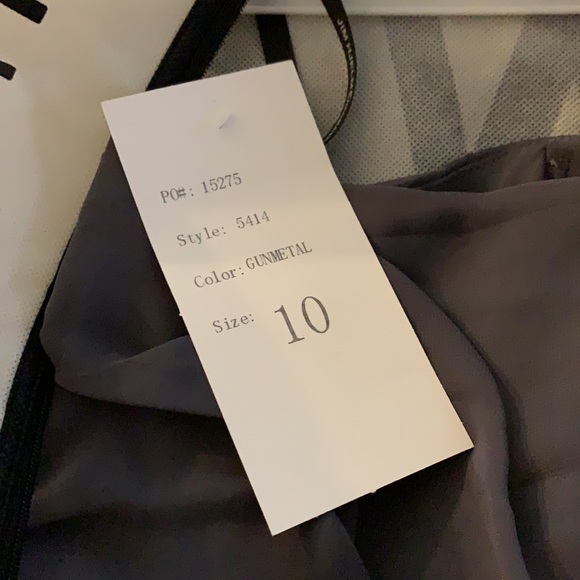 PO#: 15275
Style: 5414
Color: GUNMETAL
Size: 10